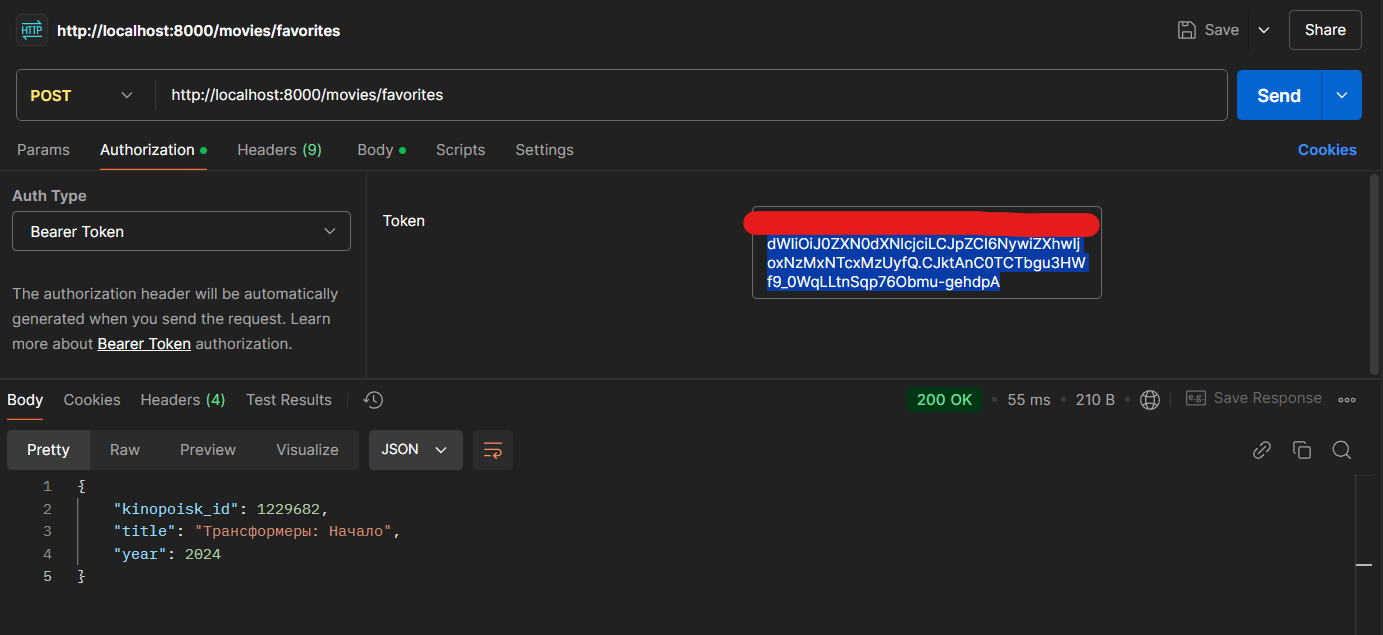 HTTP http://localhost:8000/movies/favorites Save Share
POST http://localhost:8000/movies/favorites Send
Params Authorization Headers (9) Body Scripts Settings Cookies
Auth Type
Token
Bearer Token
dWIiOiJ0ZXN0dXNlcjciLCJpZCI6NywiZXhwIj
oxNzMxNTcxMzUyfQ.CJktAnC0TCTbgu3HW
f9_0WqLLtnSqp76Obmu-gehdpA
The authorization header will be automatically
generated when you send the request. Learn
more about Bearer Token authorization.
Body Cookies Headers (4) Test Results 200 OK 55 ms 210 B e.g. Save Response
Pretty Raw Preview Visualize JSON
1 {
2 "kinopoisk_id": 1229682,
3 "title": "Трансформеры: Начало",
4 "year": 2024
5 }